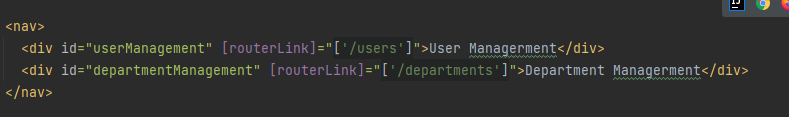 <nav>
<div id="userManagement" [routerLink]="['/users']">User Managerment</div>
<div id="departmentManagement" [routerLink]="['/departments']">Department Managerment</div>
</nav>